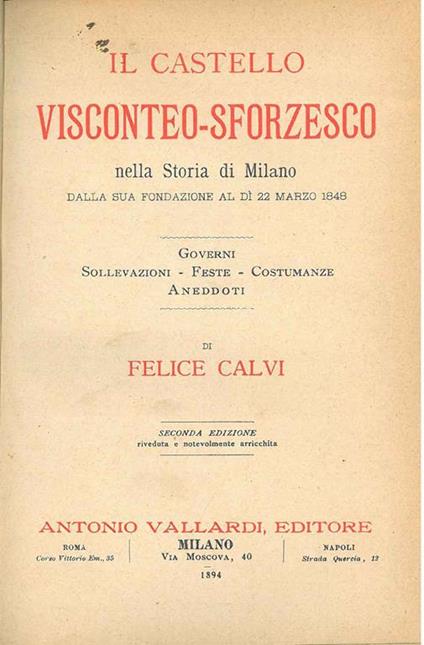 IL CASTELLO
VISCONTEO-SFORZESCO
nella Storia di Milano
DALLA SUA FONDAZIONE AL DÌ 22 MARZO 1848
GOVERNI
SOLLEVAZIONI - FESTE - COSTUMANZE
ANEDDOTI
DI
FELICE CALVI
SECONDA EDIZIONE
riveduta e notevolmente arricchita
ANTONIO VALLARDI, EDITORE
ROMA
Corso Vittorio Em., 35
MILANO
VIA MOSCOVA, 40
NAPOLI
Strada Quercia, 12
1894